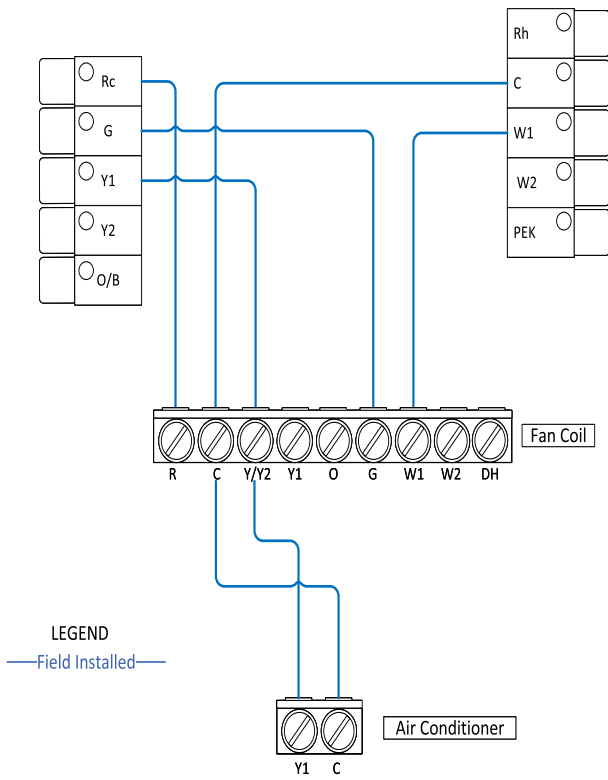 Rc
G
Y1
Y2
O/B
Rh
C
W1
W2
PEK
Fan Coil
R C Y/Y2 Y1 O G W1 W2 DH
LEGEND
Field Installed
Air Conditioner
Y1 C